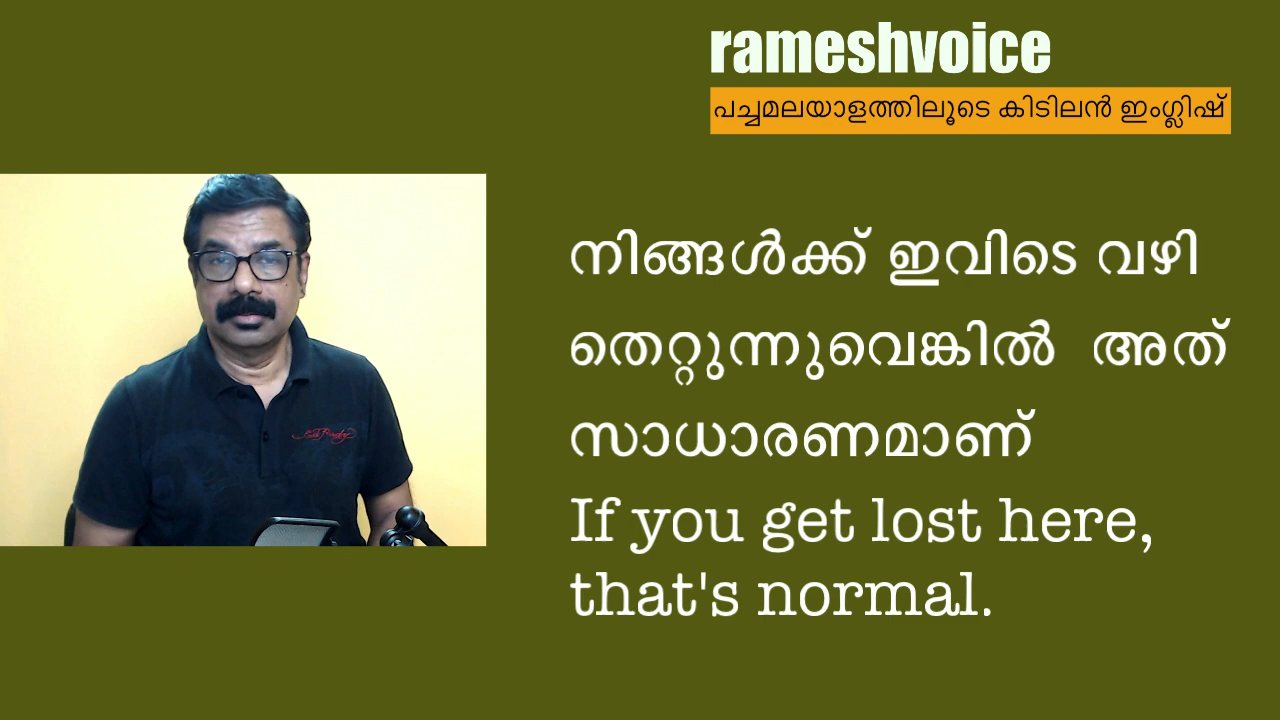 rameshvoice
പച്ചമലയാളത്തിലൂടെ കിടിലൻ ഇംഗ്ലിഷ്
നിങ്ങൾക്ക് ഇവിടെ വഴി
തെറ്റുന്നുവെങ്കിൽ അത്
സാധാരണമാണ്
If you get lost here,
that's normal.